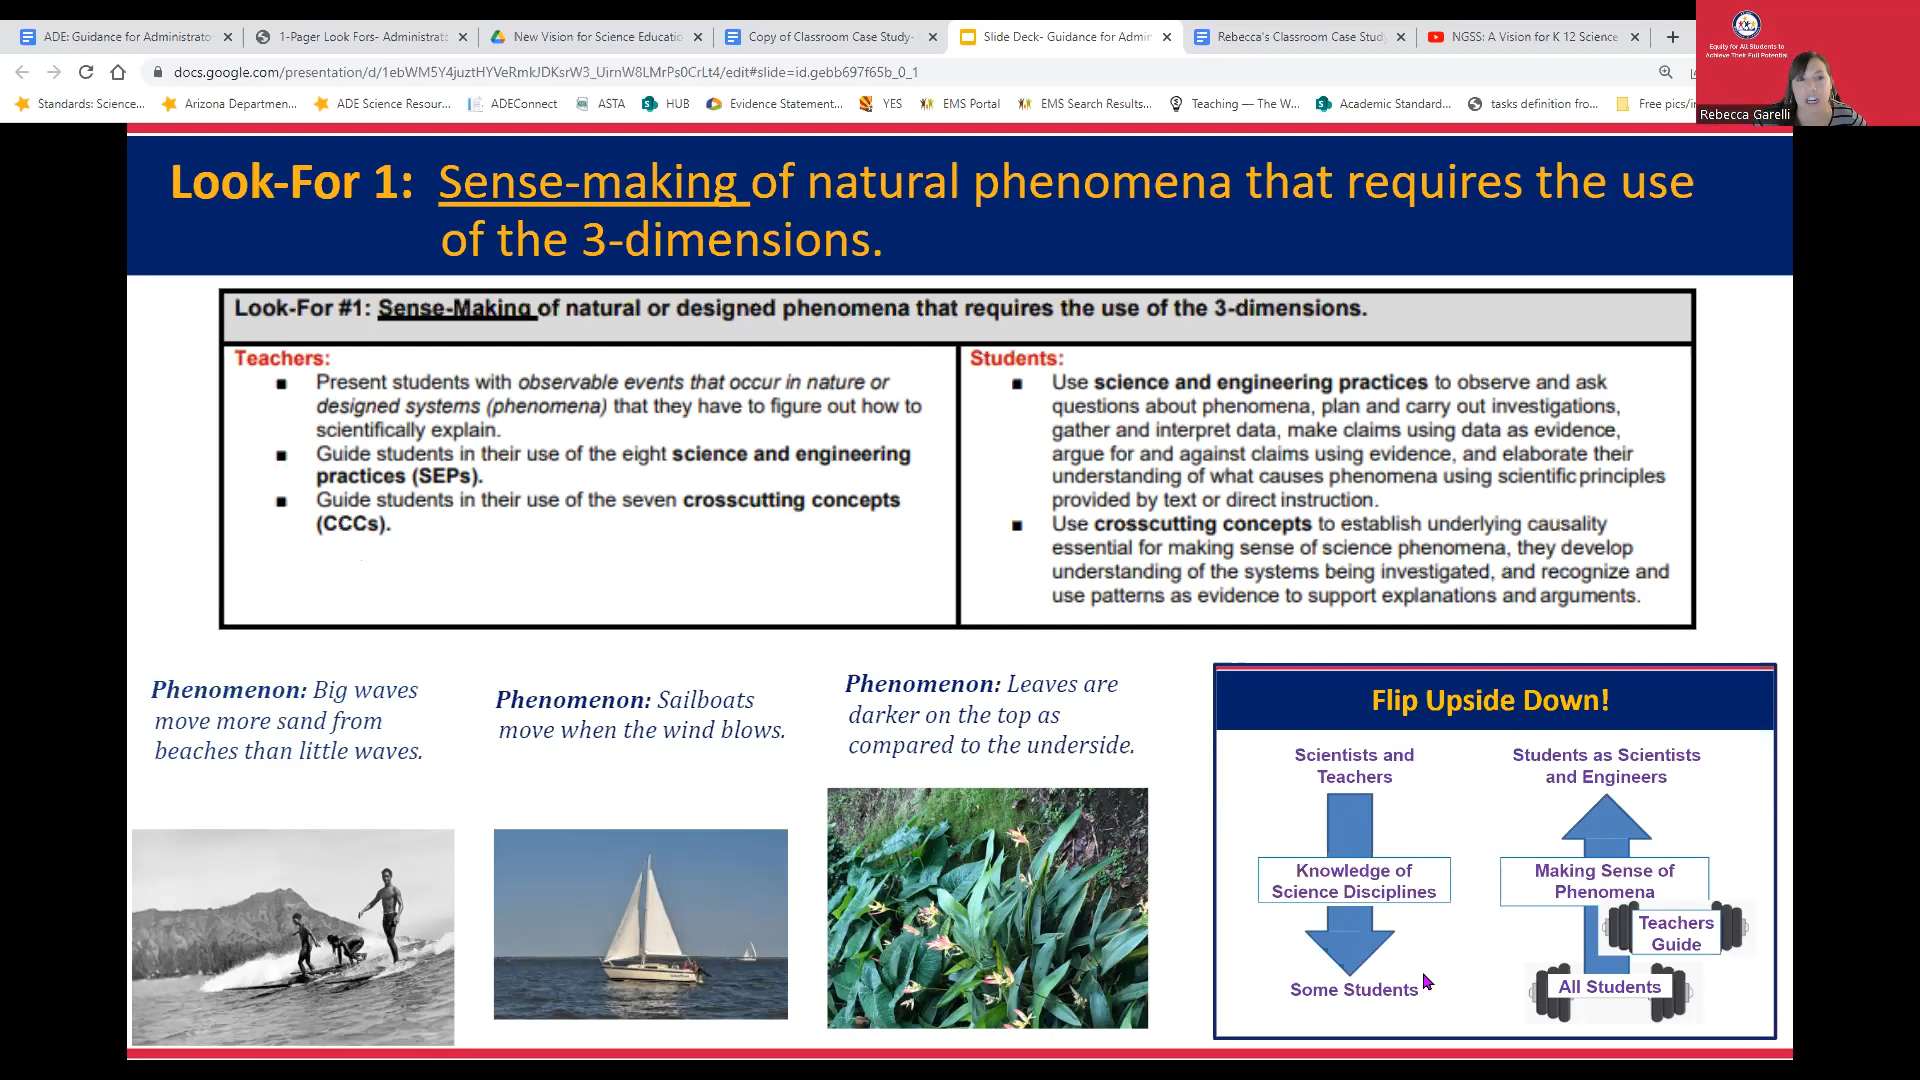 ADE: Guidance for Administrato
1-Pager Look Fors- Administrat
New Vision for Science Educatio
Copy of Classroom Case Study-
Slide Deck- Guidance for Admin
Rebecca's Classroom Case Study
NGSS: A Vision for K 12 Science
docs.google.com/presentation/d/1ebWM5Y4juztHYVeRmkJDKsrW3_UirnW8LMrPs0CrLt4/edit#slide=id.gebb697f65b_0_1
Standards: Science...
Arizona Departmen...
ADE Science Resour...
ADEConnect
ASTA
HUB
Evidence Statement...
YES
EMS Portal
EMS Search Results...
Teaching — The W...
Academic Standard...
tasks definition fro...
Free pics/i
Equity for All Students to
Achieve Their Full Potential
Rebecca Garelli
Look-For 1: Sense-making of natural phenomena that requires the use
of the 3-dimensions.
Look-For #1: Sense-Making of natural or designed phenomena that requires the use of the 3-dimensions.
Teachers:
■ Present students with observable events that occur in nature or
designed systems (phenomena) that they have to figure out how to
scientifically explain.
■ Guide students in their use of the eight science and engineering
practices (SEPs).
■ Guide students in their use of the seven crosscutting concepts
(CCCs).
Students:
■ Use science and engineering practices to observe and ask
questions about phenomena, plan and carry out investigations,
gather and interpret data, make claims using data as evidence,
argue for and against claims using evidence, and elaborate their
understanding of what causes phenomena using scientific principles
provided by text or direct instruction.
■ Use crosscutting concepts to establish underlying causality
essential for making sense of science phenomena, they develop
understanding of the systems being investigated, and recognize and
use patterns as evidence to support explanations and arguments.
Phenomenon: Big waves
move more sand from
beaches than little waves.
Phenomenon: Sailboats
move when the wind blows.
Phenomenon: Leaves are
darker on the top as
compared to the underside.
Flip Upside Down!
Scientists and
Teachers
Knowledge of
Science Disciplines
Some Students
Students as Scientists
and Engineers
Making Sense of
Phenomena
Teachers
Guide
All Students